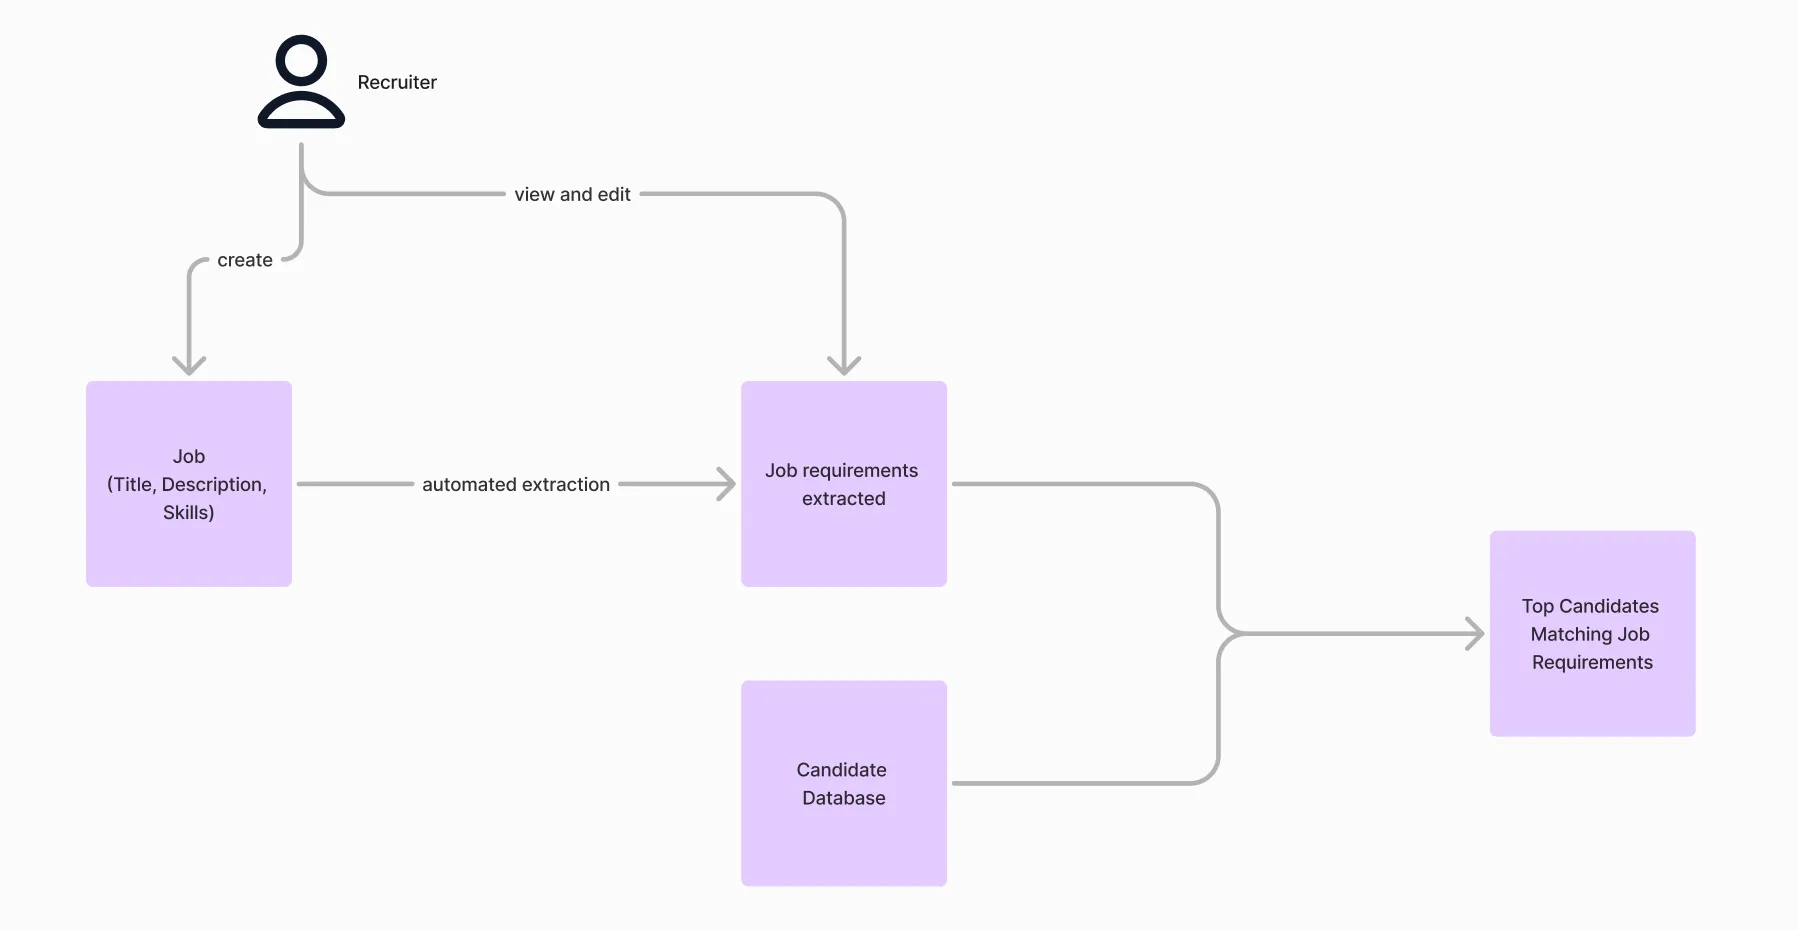 Recruiter
view and edit
create
Job
(Title, Description,
Skills)
automated extraction
Job requirements
extracted
Top Candidates
Matching Job
Requirements
Candidate
Database